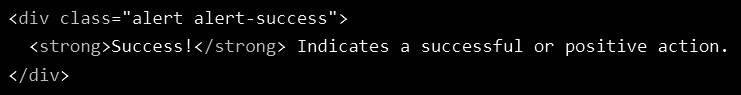 <div class="alert alert-success">
  <strong>Success!</strong> Indicates a successful or positive action.
</div>